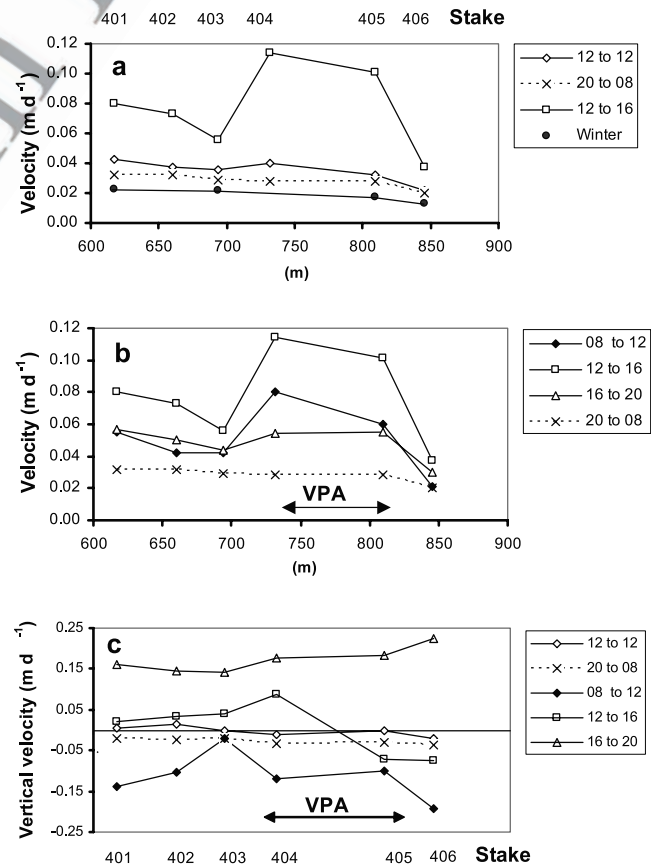 401 402 403 404 405 406 Stake
a
0.12
0.10
0.08
0.06
0.04
0.02
0.00
Velocity (m d -1)
600 650 700 750 800 850 900
(m)
12 to 12
20 to 08
12 to 16
Winter
b
0.12
0.10
0.08
0.06
0.04
0.02
0.00
Velocity (m d -1)
VPA
600 650 700 750 800 850 900
(m)
08 to 12
12 to 16
16 to 20
20 to 08
c
0.25
0.15
0.05
-0.05
-0.15
-0.25
Vertical velocity (m d -1)
VPA
401 402 403 404 405 406 Stake
12 to 12
20 to 08
08 to 12
12 to 16
16 to 20